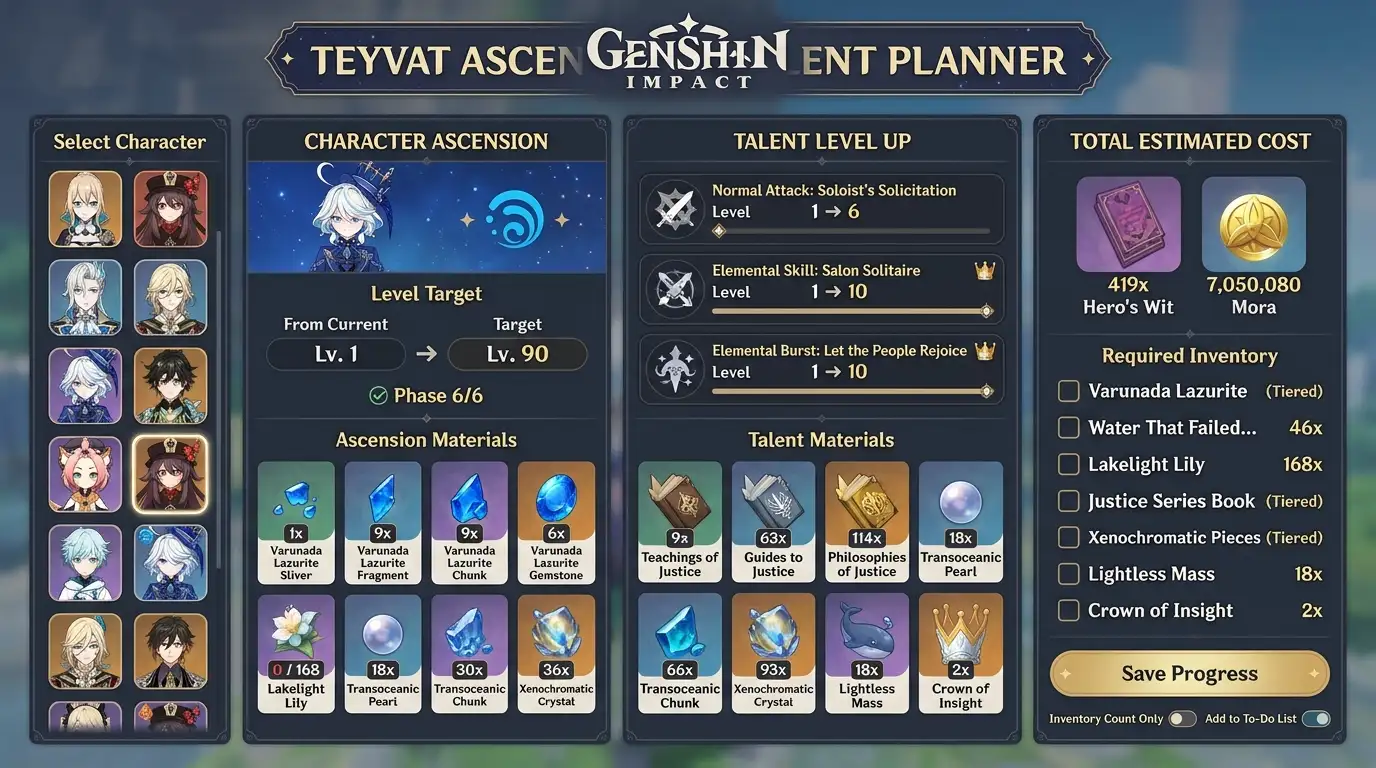 TEYVAT ASCEN
GENSHIN
IMPACT
ENT PLANNER
Select Character
CHARACTER ASCENSION
Level Target
From Current
Target
Lv. 1
Lv. 90
Phase 6/6
Ascension Materials
1x
Varunada Lazurite Sliver
9x
Varunada Lazurite Fragment
9x
Varunada Lazurite Chunk
6x
Varunada Lazurite Gemstone
0 / 168
Lakelight Lily
18x
Transoceanic Pearl
30x
Transoceanic Chunk
36x
Xenochromatic Crystal
TALENT LEVEL UP
Normal Attack: Soloist's Solicitation
Level 1 → 6
Elemental Skill: Salon Solitaire
Level 1 → 10
Elemental Burst: Let the People Rejoice
Level 1 → 10
Talent Materials
Teachings of Justice
63x
Guides to Justice
114x
Philosophies of Justice
18x
Transoceanic Pearl
66x
Transoceanic Chunk
93x
Xenochromatic Crystal
18x
Lightless Mass
2x
Crown of Insight
TOTAL ESTIMATED COST
419x
Hero's Wit
7,050,080
Mora
Required Inventory
Varunada Lazurite (Tiered)
Water That Failed... 46x
Lakelight Lily 168x
Justice Series Book (Tiered)
Xenochromatic Pieces (Tiered)
Lightless Mass 18x
Crown of Insight 2x
Save Progress
Inventory Count Only
Add to To-Do List